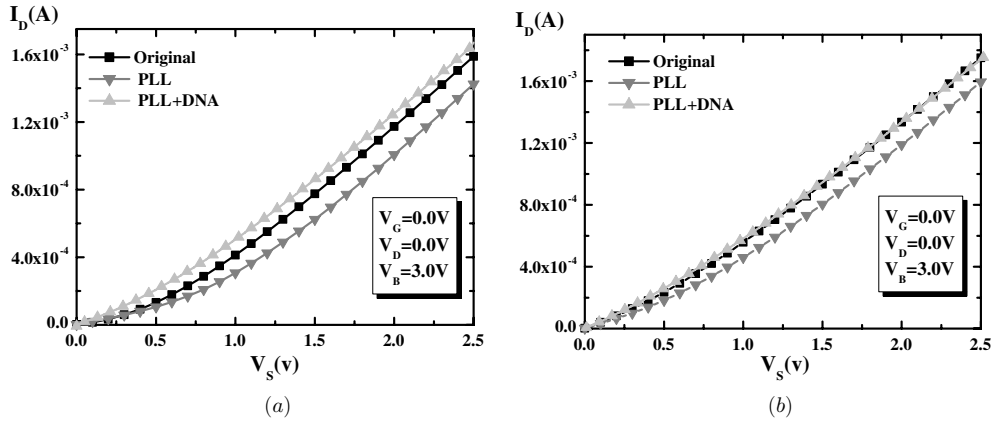 I_D(A)
1.6x10^-3
1.2x10^-3
8.0x10^-4
4.0x10^-4
0.0
Original
PLL
PLL+DNA
V_G=0.0V
V_D=0.0V
V_B=3.0V
0.0 0.5 1.0 1.5 2.0 2.5
V_S(v)
(a)
I_D(A)
1.6x10^-3
1.2x10^-3
8.0x10^-4
4.0x10^-4
0.0
Original
PLL
PLL+DNA
V_G=0.0V
V_D=0.0V
V_B=3.0V
0.0 0.5 1.0 1.5 2.0 2.5
V_S(v)
(b)